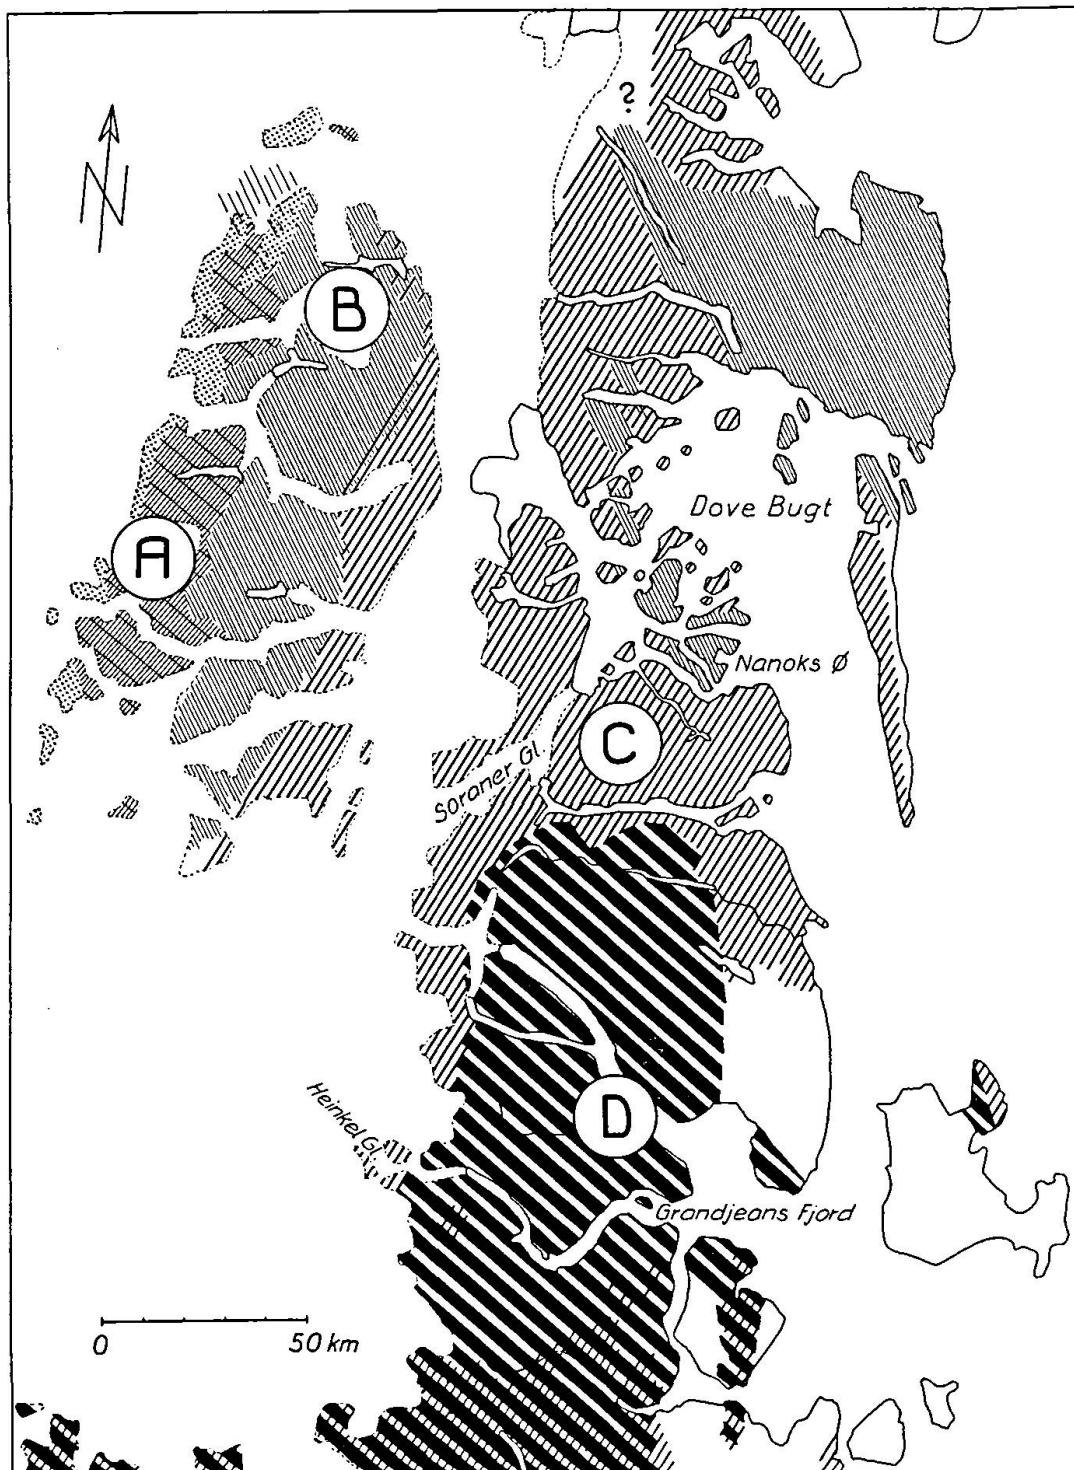 ?
N
B
Dove Bugt
A
Nanoks Ø
C
Soraner Gl.
D
Heinkel Gl.
Grandjeans Fjord
0 50 km